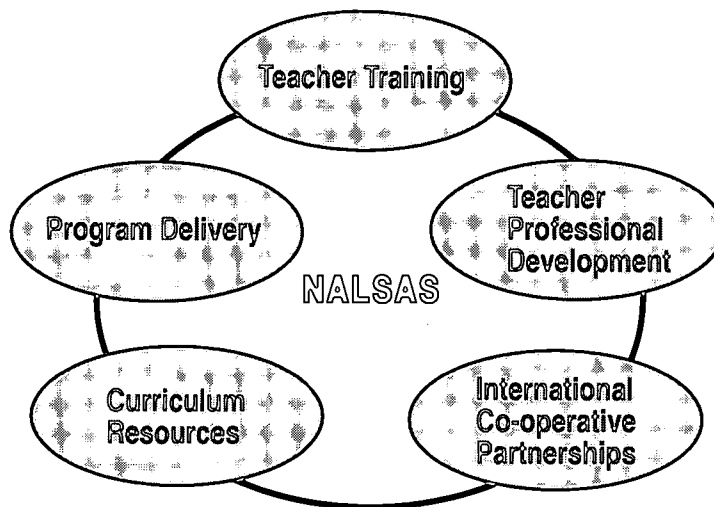 Teacher Training
Program Delivery
Teacher
Professional
Development
NALSAS
Curriculum
Resources
International
Co-operative
Partnerships